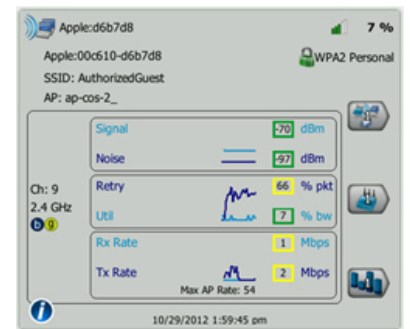 Apple:d6b7d8 7 %
Apple:00c610-d6b7d8 WPA2 Personal
SSID: AuthorizedGuest
AP: ap-cos-2_
Signal -70 dBm
Noise -97 dBm
Ch: 9
2.4 GHz
b g
Retry 66 % pkt
Util 7 % bw
Rx Rate 1 Mbps
Tx Rate 2 Mbps
Max AP Rate: 54
i 10/29/2012 1:59:45 pm